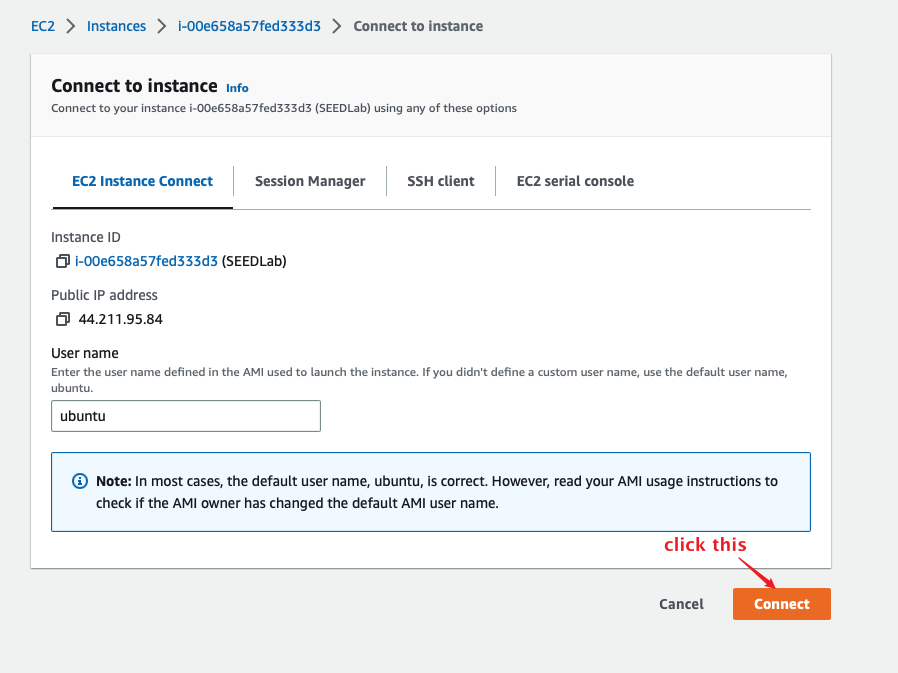 EC2 > Instances > i-00e658a57fed333d3 > Connect to instance
Connect to instance Info
Connect to your instance i-00e658a57fed333d3 (SEEDLab) using any of these options
EC2 Instance Connect
Session Manager
SSH client
EC2 serial console
Instance ID
i-00e658a57fed333d3 (SEEDLab)
Public IP address
44.211.95.84
User name
Enter the user name defined in the AMI used to launch the instance. If you didn't define a custom user name, use the default user name,
ubuntu.
ubuntu
Note: In most cases, the default user name, ubuntu, is correct. However, read your AMI usage instructions to
check if the AMI owner has changed the default AMI user name.
click this
Cancel
Connect